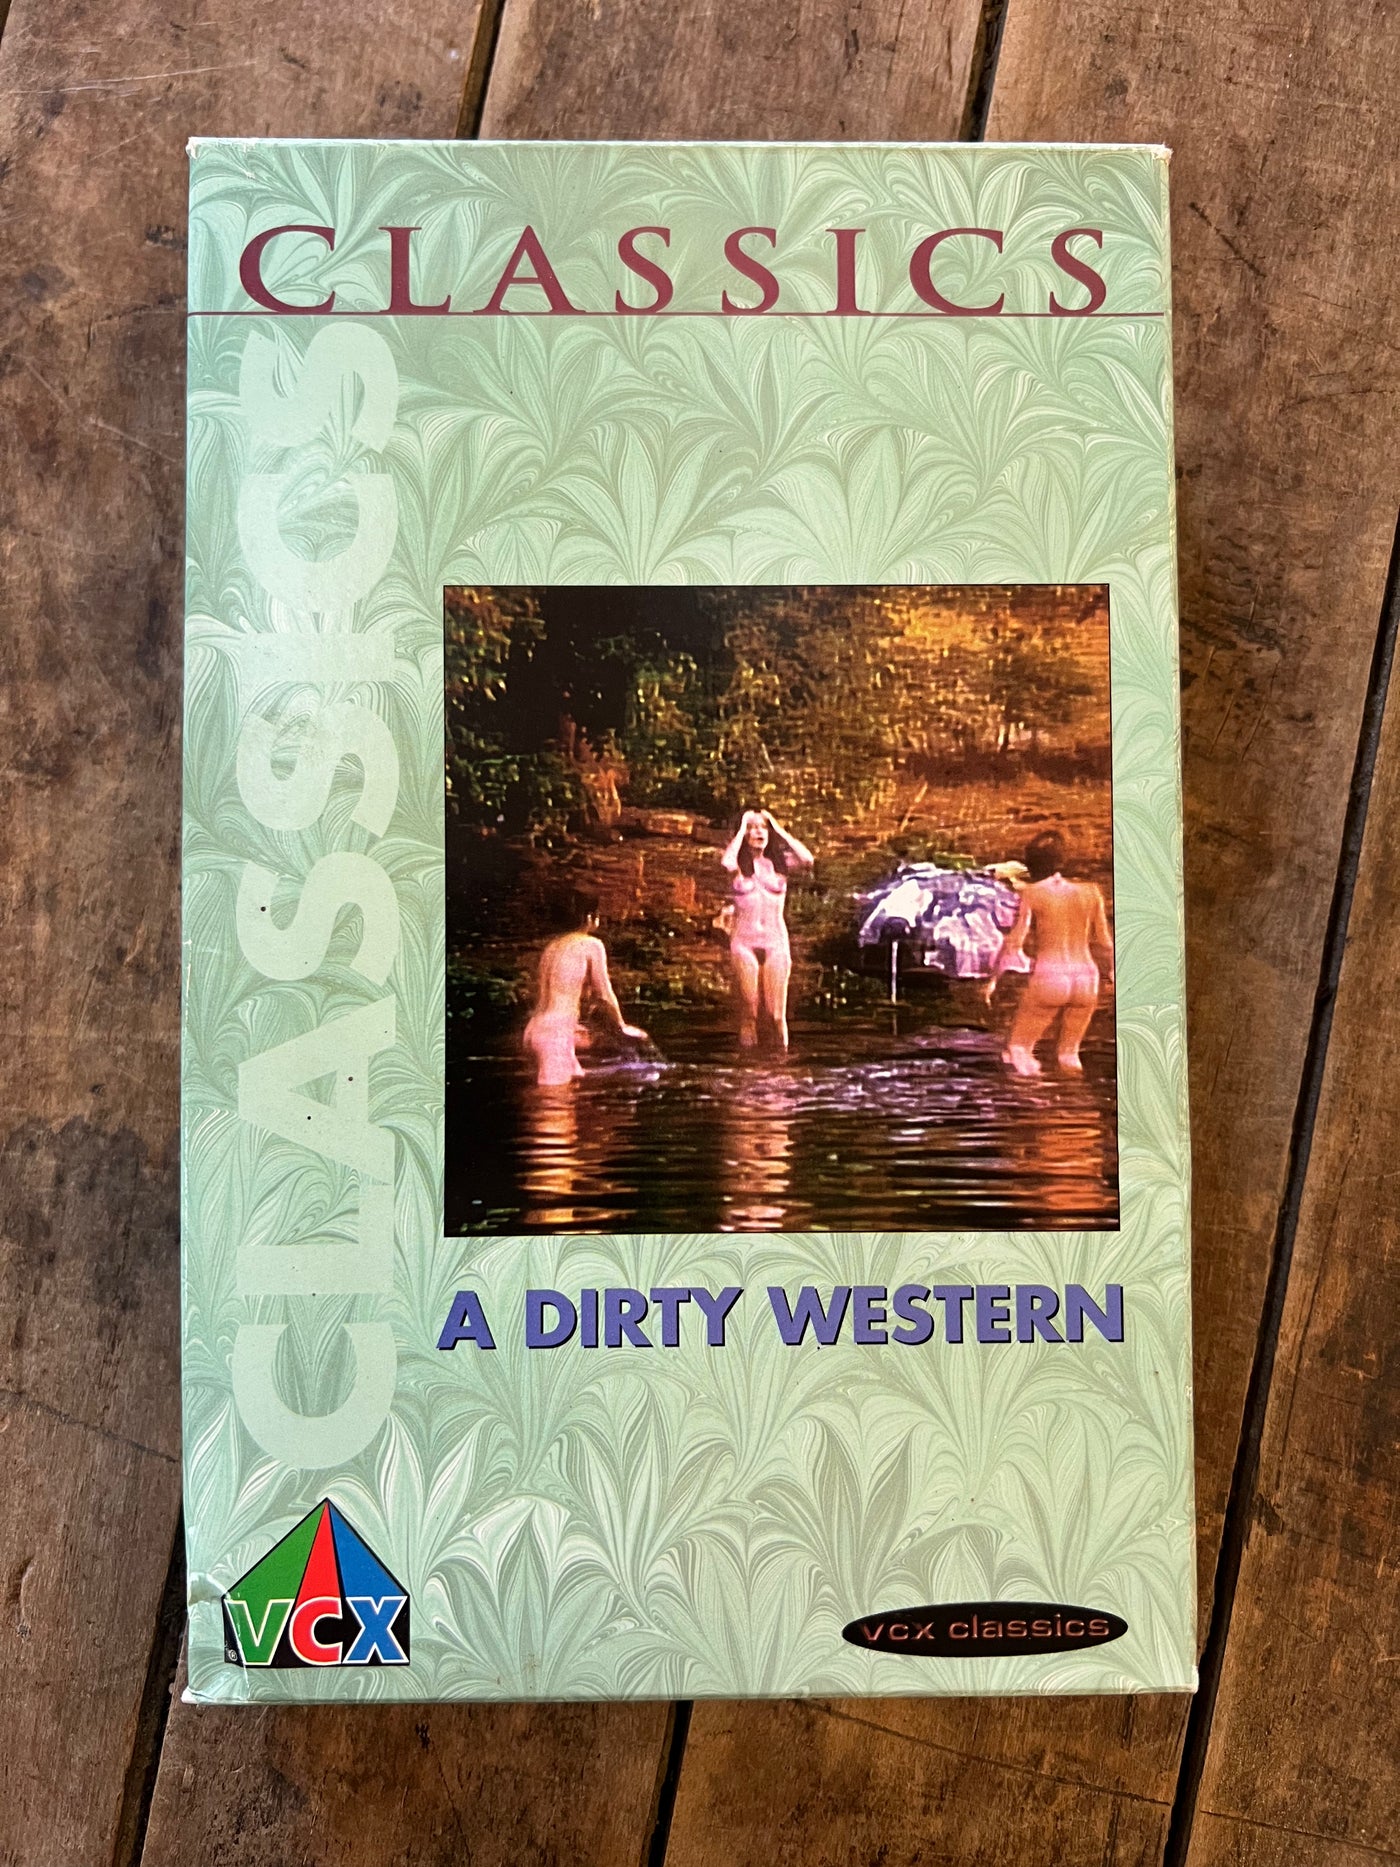 CLASSICS
CLASSICS
A DIRTY WESTERN
VCX
®
vcx classics